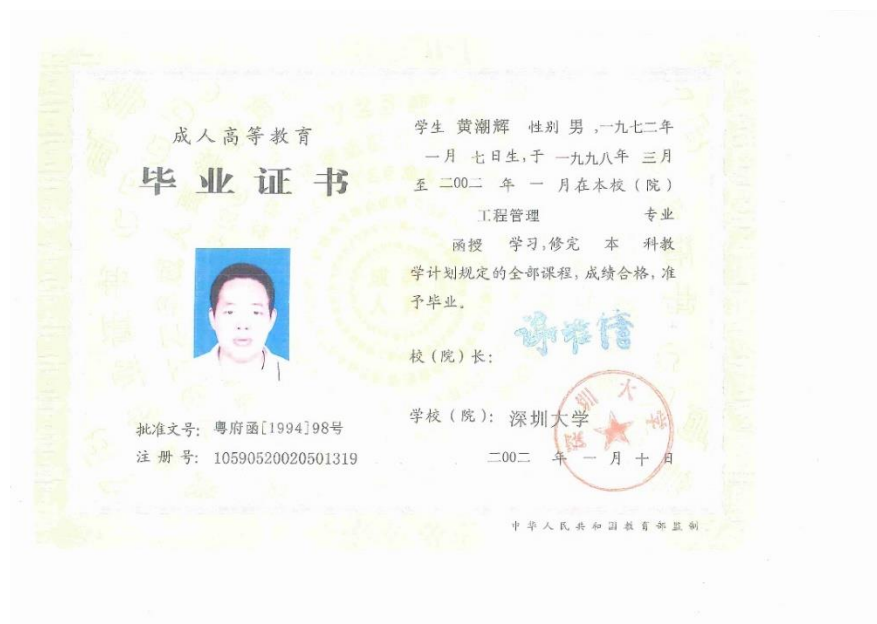 成人高等教育
毕业证书
批准文号: 粤府函[1994]98号
注册号: 10590520020501319
学生 黄潮辉 性别 男 ,一九七二年
一月 七日生,于 一九九八年 三月
至 二00二 年 一 月在本校(院)
工程管理 专业
函授 学习,修完 本 科教
学计划规定的全部课程,成绩合格,准
予毕业。
校(院)长:
学校(院): 深圳大学
深圳大学
二00二 年 一 月 十 日
中华人民共和国教育部监制